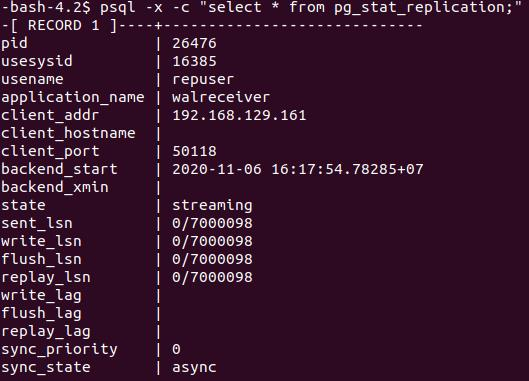 -bash-4.2$ psql -x -c "select * from pg_stat_replication;"
-[ RECORD 1 ]----+------------------------------
pid              | 26476
usesysid         | 16385
usename          | repuser
application_name | walreceiver
client_addr      | 192.168.129.161
client_hostname  |
client_port      | 50118
backend_start    | 2020-11-06 16:17:54.78285+07
backend_xmin     |
state            | streaming
sent_lsn         | 0/7000098
write_lsn        | 0/7000098
flush_lsn        | 0/7000098
replay_lsn       | 0/7000098
write_lag        |
flush_lag        |
replay_lag       |
sync_priority    | 0
sync_state       | async